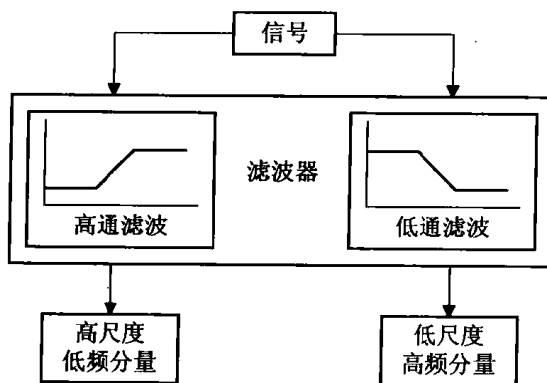 信号
滤波器
高通滤波
低通滤波
高尺度
低频分量
低尺度
高频分量